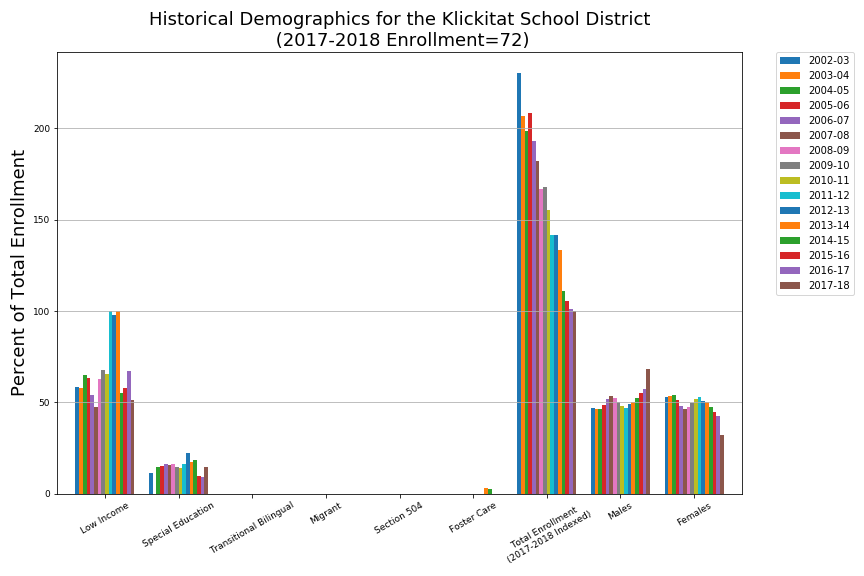 Historical Demographics for the Klickitat School District
(2017-2018 Enrollment=72)
Percent of Total Enrollment
200
150
100
50
0
Low Income
Special Education
Transitional Bilingual
Migrant
Section 504
Foster Care
Total Enrollment
(2017-2018 Indexed)
Males
Females
2002-03
2003-04
2004-05
2005-06
2006-07
2007-08
2008-09
2009-10
2010-11
2011-12
2012-13
2013-14
2014-15
2015-16
2016-17
2017-18